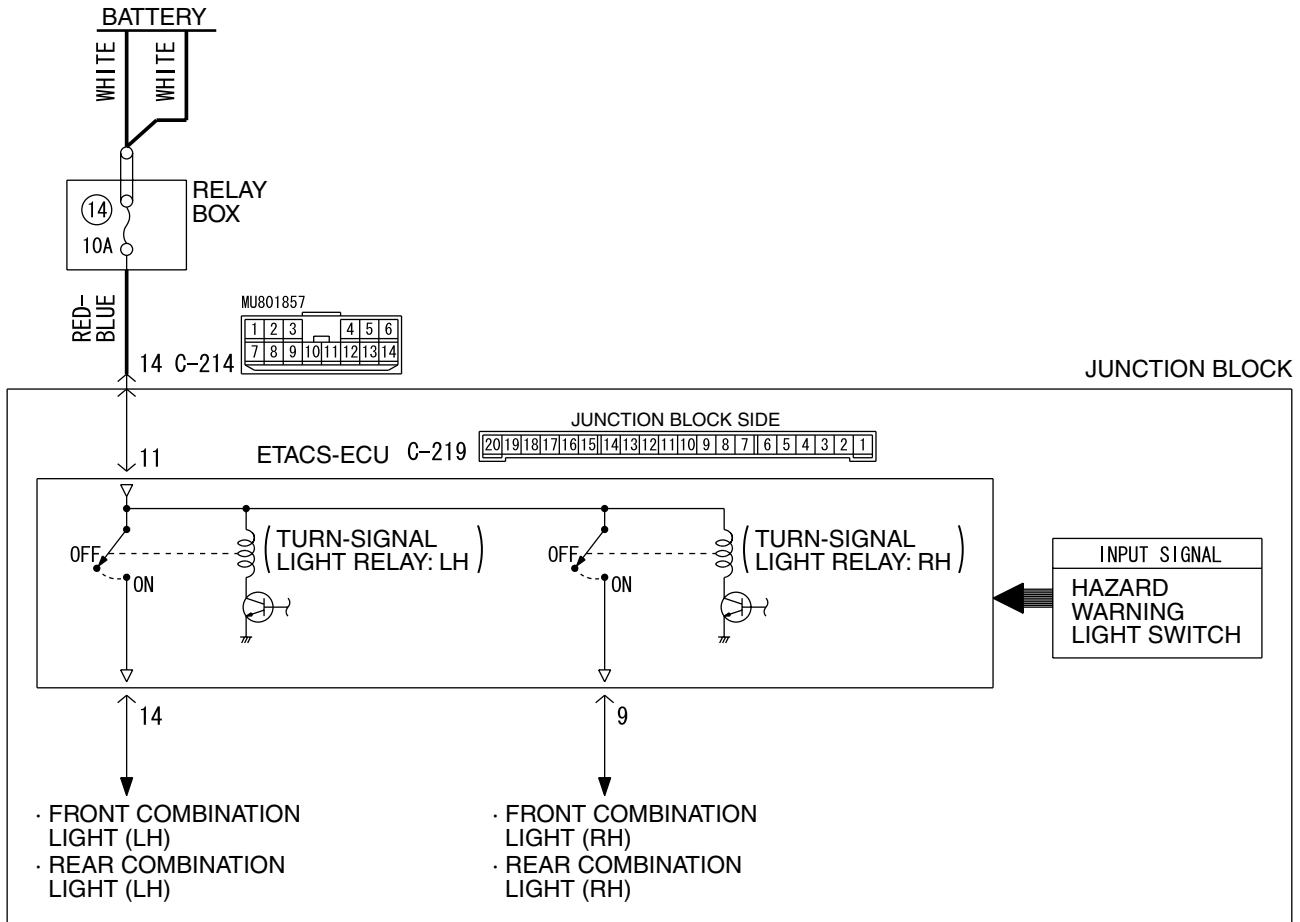 BATTERY
WHITE
WHITE
14
10A
RELAY
BOX
RED-
BLUE
MU801857
1 2 3 4 5 6
7 8 9 10 11 12 13 14
14 C-214
JUNCTION BLOCK
JUNCTION BLOCK SIDE
11
ETACS-ECU C-219
20 19 18 17 16 15 14 13 12 11 10 9 8 7 6 5 4 3 2 1
OFF
ON
(TURN-SIGNAL
LIGHT RELAY: LH)
OFF
ON
(TURN-SIGNAL
LIGHT RELAY: RH)
INPUT SIGNAL
HAZARD
WARNING
LIGHT SWITCH
14
9
· FRONT COMBINATION
LIGHT (LH)
· REAR COMBINATION
LIGHT (LH)
· FRONT COMBINATION
LIGHT (RH)
· REAR COMBINATION
LIGHT (RH)